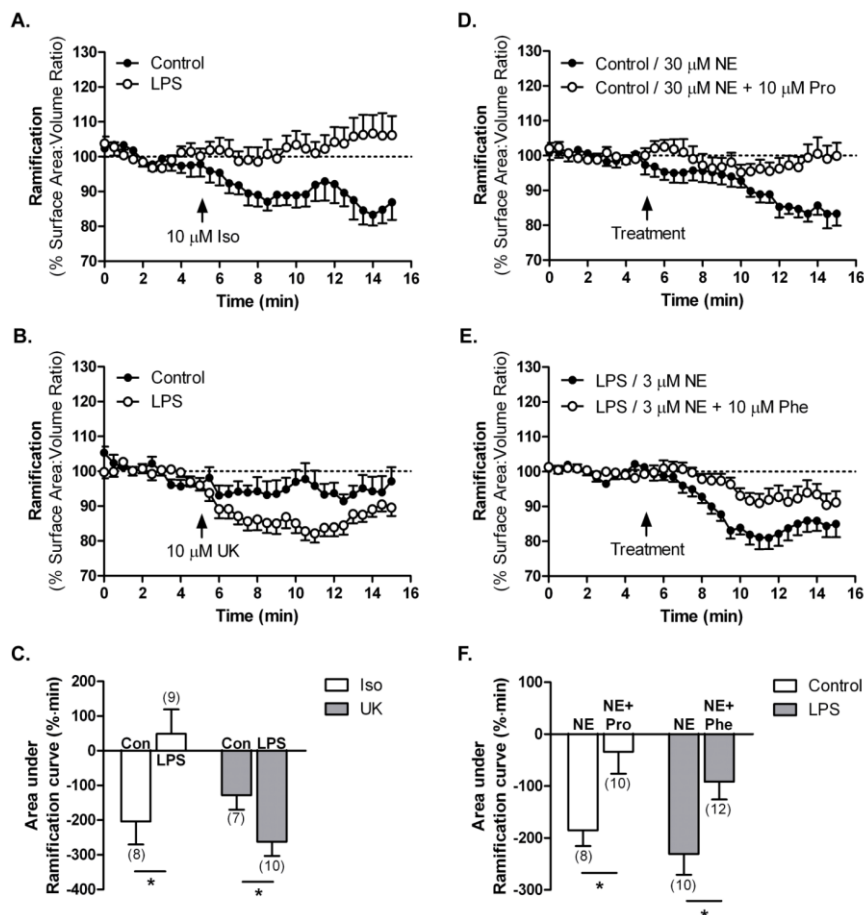 A.
Ramification
(% Surface Area:Volume Ratio)
130
120
110
100
90
80
70
Control
LPS
10 μM Iso
0 2 4 6 8 10 12 14 16
Time (min)
B.
Ramification
(% Surface Area:Volume Ratio)
130
120
110
100
90
80
70
Control
LPS
10 μM UK
0 2 4 6 8 10 12 14 16
Time (min)
C.
Area under
Ramification curve (%·min)
200
100
0
-100
-200
-300
-400
(9)
Con
LPS
Con LPS
(7)
(8)
(10)
*
*
Iso
UK
D.
Ramification
(% Surface Area:Volume Ratio)
130
120
110
100
90
80
70
Control / 30 μM NE
Control / 30 μM NE + 10 μM Pro
Treatment
0 2 4 6 8 10 12 14 16
Time (min)
E.
Ramification
(% Surface Area:Volume Ratio)
130
120
110
100
90
80
70
LPS / 3 μM NE
LPS / 3 μM NE + 10 μM Phe
Treatment
0 2 4 6 8 10 12 14 16
Time (min)
F.
Area under
Ramification curve (%·min)
100
0
-100
-200
-300
NE
NE+
Pro
NE
NE+
Phe
(10)
(12)
(8)
(10)
*
*
Control
LPS